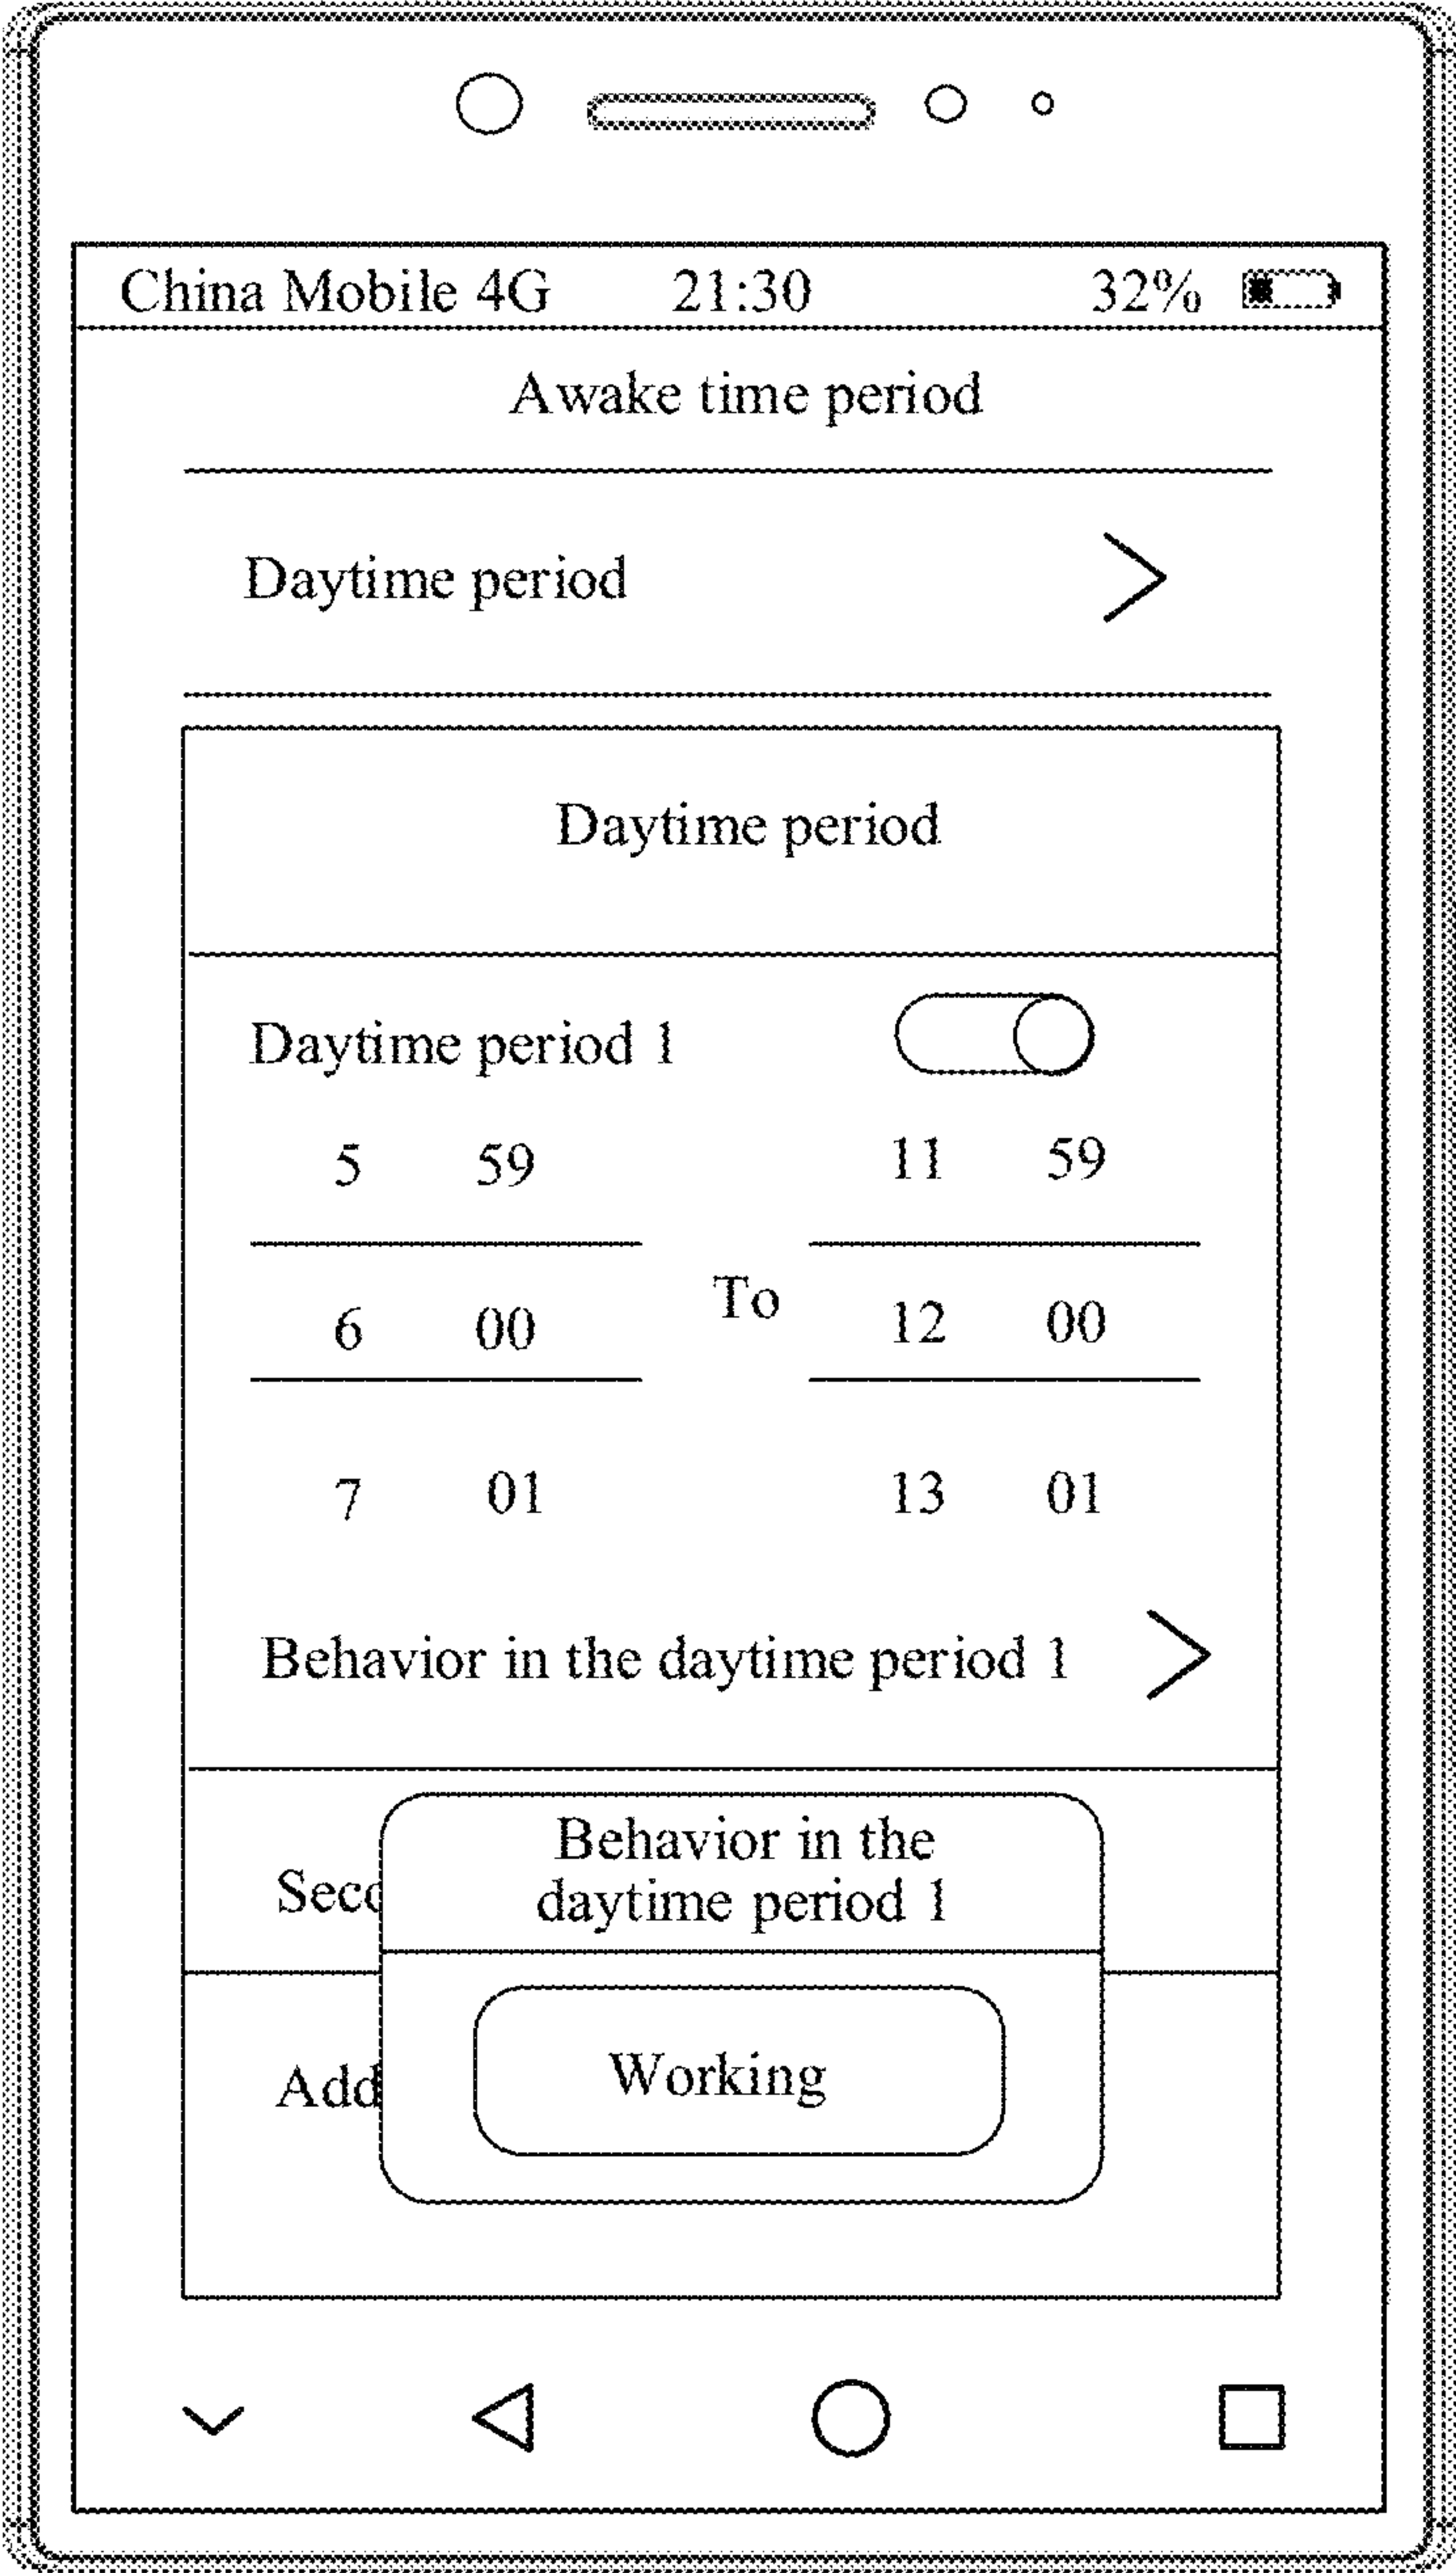 China Mobile 4G 21:30 32%
Awake time period
Daytime period
Daytime period
Daytime period 1
5 59 11 59
To
6 00 12 00
7 01 13 01
Behavior in the daytime period 1
Behavior in the
daytime period 1
Add
Working